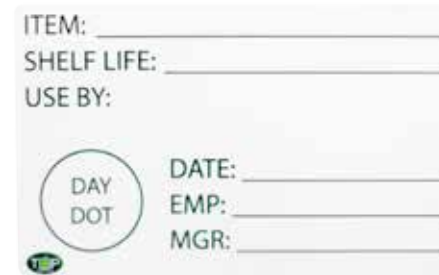 ITEM:
SHELF LIFE:
USE BY:
DATE:
DAY
DOT
EMP:
MGR: